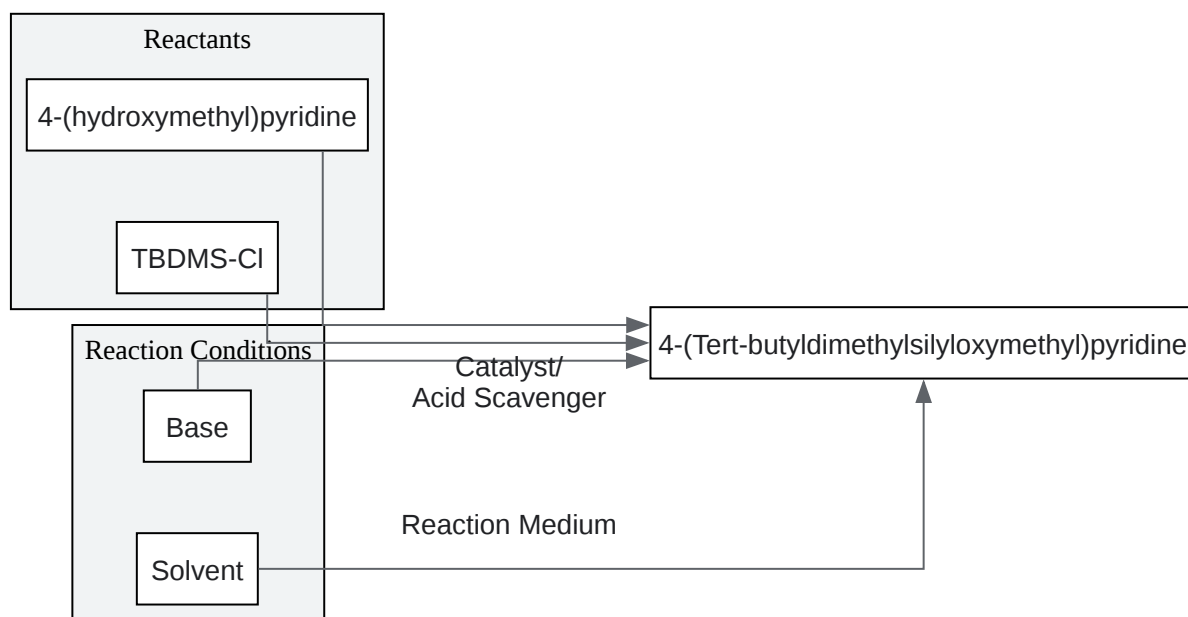 Reactants
4-(hydroxymethyl)pyridine
TBDMS-Cl
Reaction Conditions
4-(Tert-butyldimethylsilyloxymethyl)pyridine
Catalyst/
Acid Scavenger
Base
Reaction Medium
Solvent